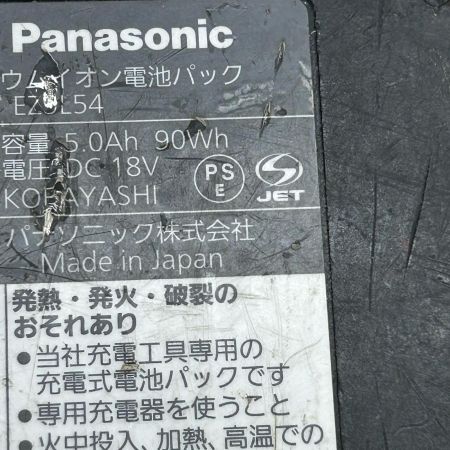 Panasonic
ウムイオン電池パック
EZ9L54
容量 5.0Ah 90Wh
電圧 DC 18V
PS
E
S
JET
KOBAYASHI
パナソニック株式会社
Made in Japan
発熱・発火・破裂の
おそれあり
●当社充電工具専用の
充電式電池パックです
●専用充電器を使うこと
●火中投入、加熱、高温での